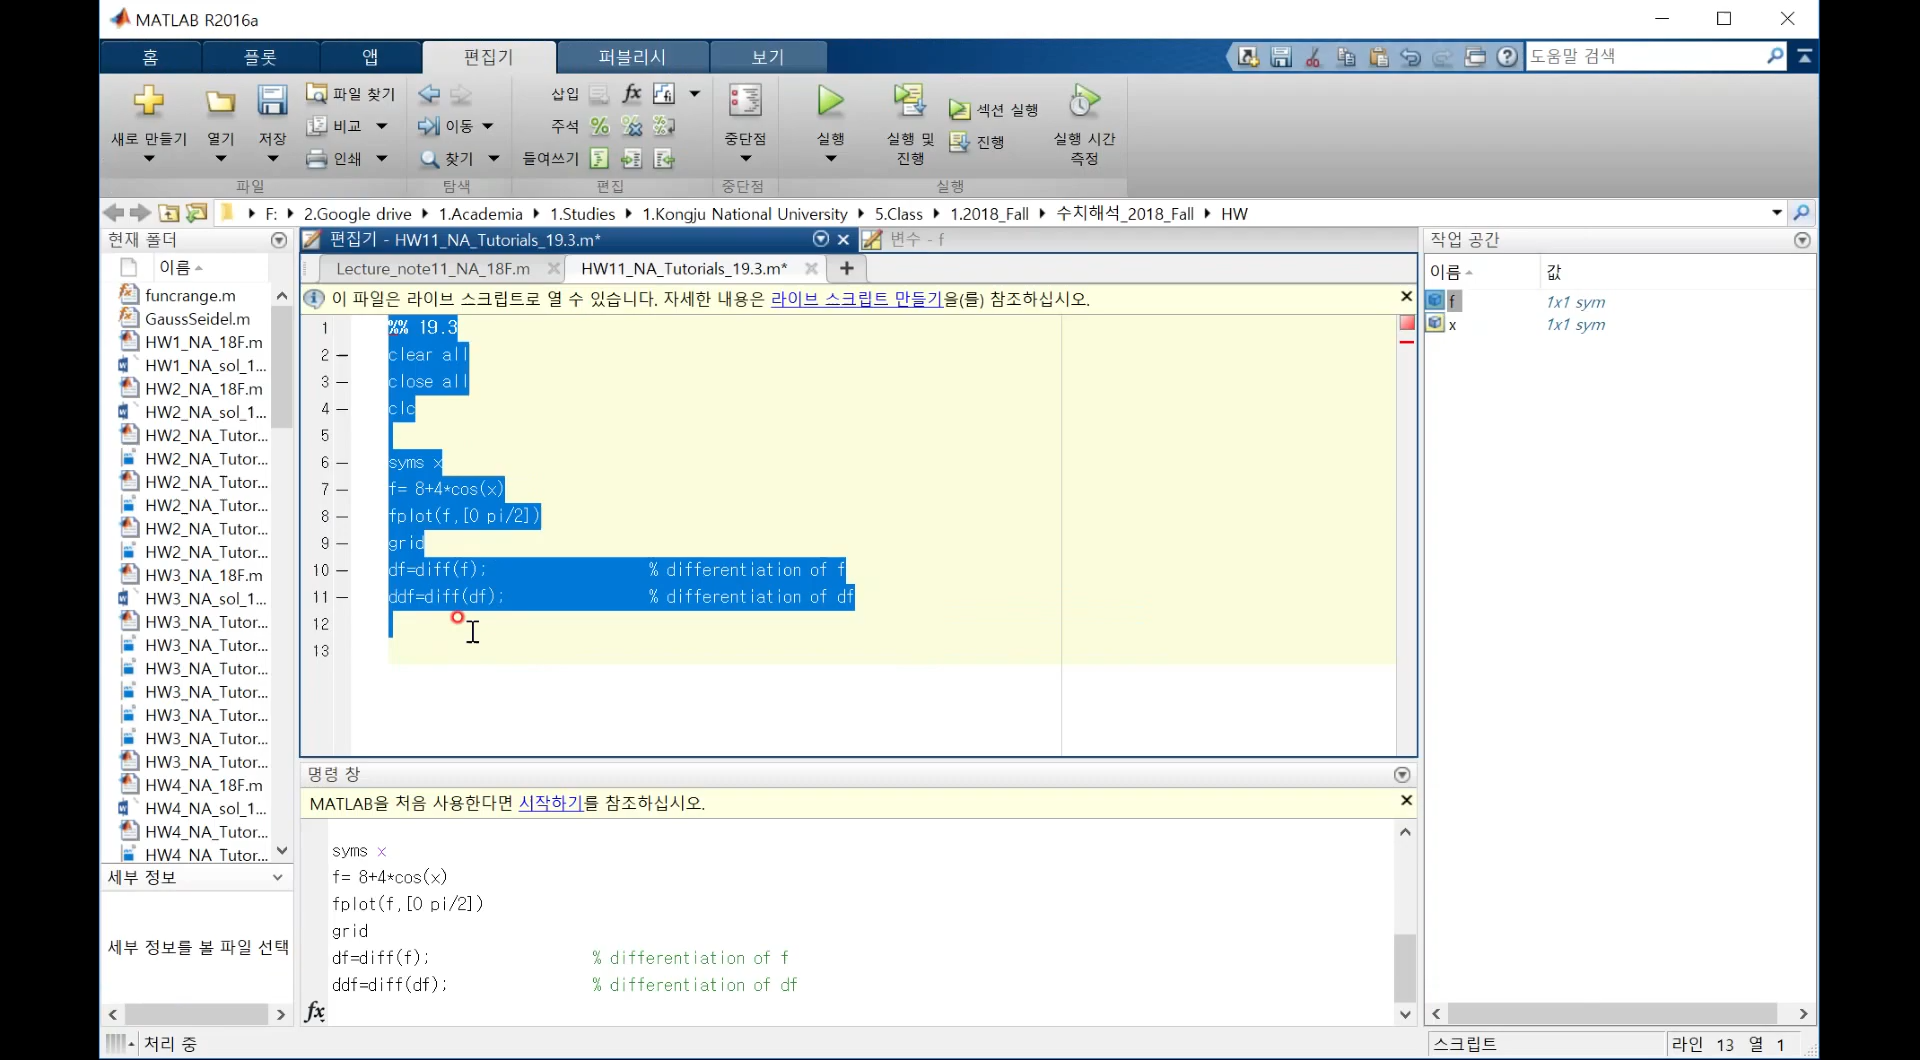 MATLAB R2016a
홈
플롯
앱
편집기
퍼블리시
보기
도움말 검색
새로 만들기
열기
저장
파일 찾기
비교
인쇄
파일
이동
찾기
탐색
삽입
주석
들여쓰기
편집
중단점
중단점
실행
실행 및
진행
섹션 실행
진행
실행 시간
측정
실행
F: 2.Google drive 1.Academia 1.Studies 1.Kongju National University 5.Class 1.2018_Fall 수치해석_2018_Fall HW
현재 폴더
이름
funcrange.m
GaussSeidel.m
HW1_NA_18F.m
HW1_NA_sol_1...
HW2_NA_18F.m
HW2_NA_sol_1...
HW2_NA_Tutor...
HW2_NA_Tutor...
HW2_NA_Tutor...
HW2_NA_Tutor...
HW2_NA_Tutor...
HW2_NA_Tutor...
HW3_NA_18F.m
HW3_NA_sol_1...
HW3_NA_Tutor...
HW3_NA_Tutor...
HW3_NA_Tutor...
HW3_NA_Tutor...
HW3_NA_Tutor...
HW3_NA_Tutor...
HW3_NA_Tutor...
HW4_NA_18F.m
HW4_NA_sol_1...
HW4_NA_Tutor...
HW4_NA_Tutor...
세부 정보
세부 정보를 볼 파일 선택
편집기 - HW11_NA_Tutorials_19.3.m*
변수 - f
Lecture_note11_NA_18F.m
HW11_NA_Tutorials_19.3.m*
이 파일은 라이브 스크립트로 열 수 있습니다. 자세한 내용은 라이브 스크립트 만들기을(를) 참조하십시오.
1 %% 19.3
2 clear all
3 close all
4 clc
5
6 syms x
7 f= 8+4*cos(x)
8 fplot(f,[0 pi/2])
9 grid
10 df=diff(f); % differentiation of f
11 ddf=diff(df); % differentiation of df
12
13
명령 창
MATLAB을 처음 사용한다면 시작하기를 참조하십시오.
syms x
f= 8+4*cos(x)
fplot(f,[0 pi/2])
grid
df=diff(f); % differentiation of f
ddf=diff(df); % differentiation of df
fx
작업 공간
이름 값
f 1x1 sym
x 1x1 sym
처리 중
스크립트
라인 13 열 1